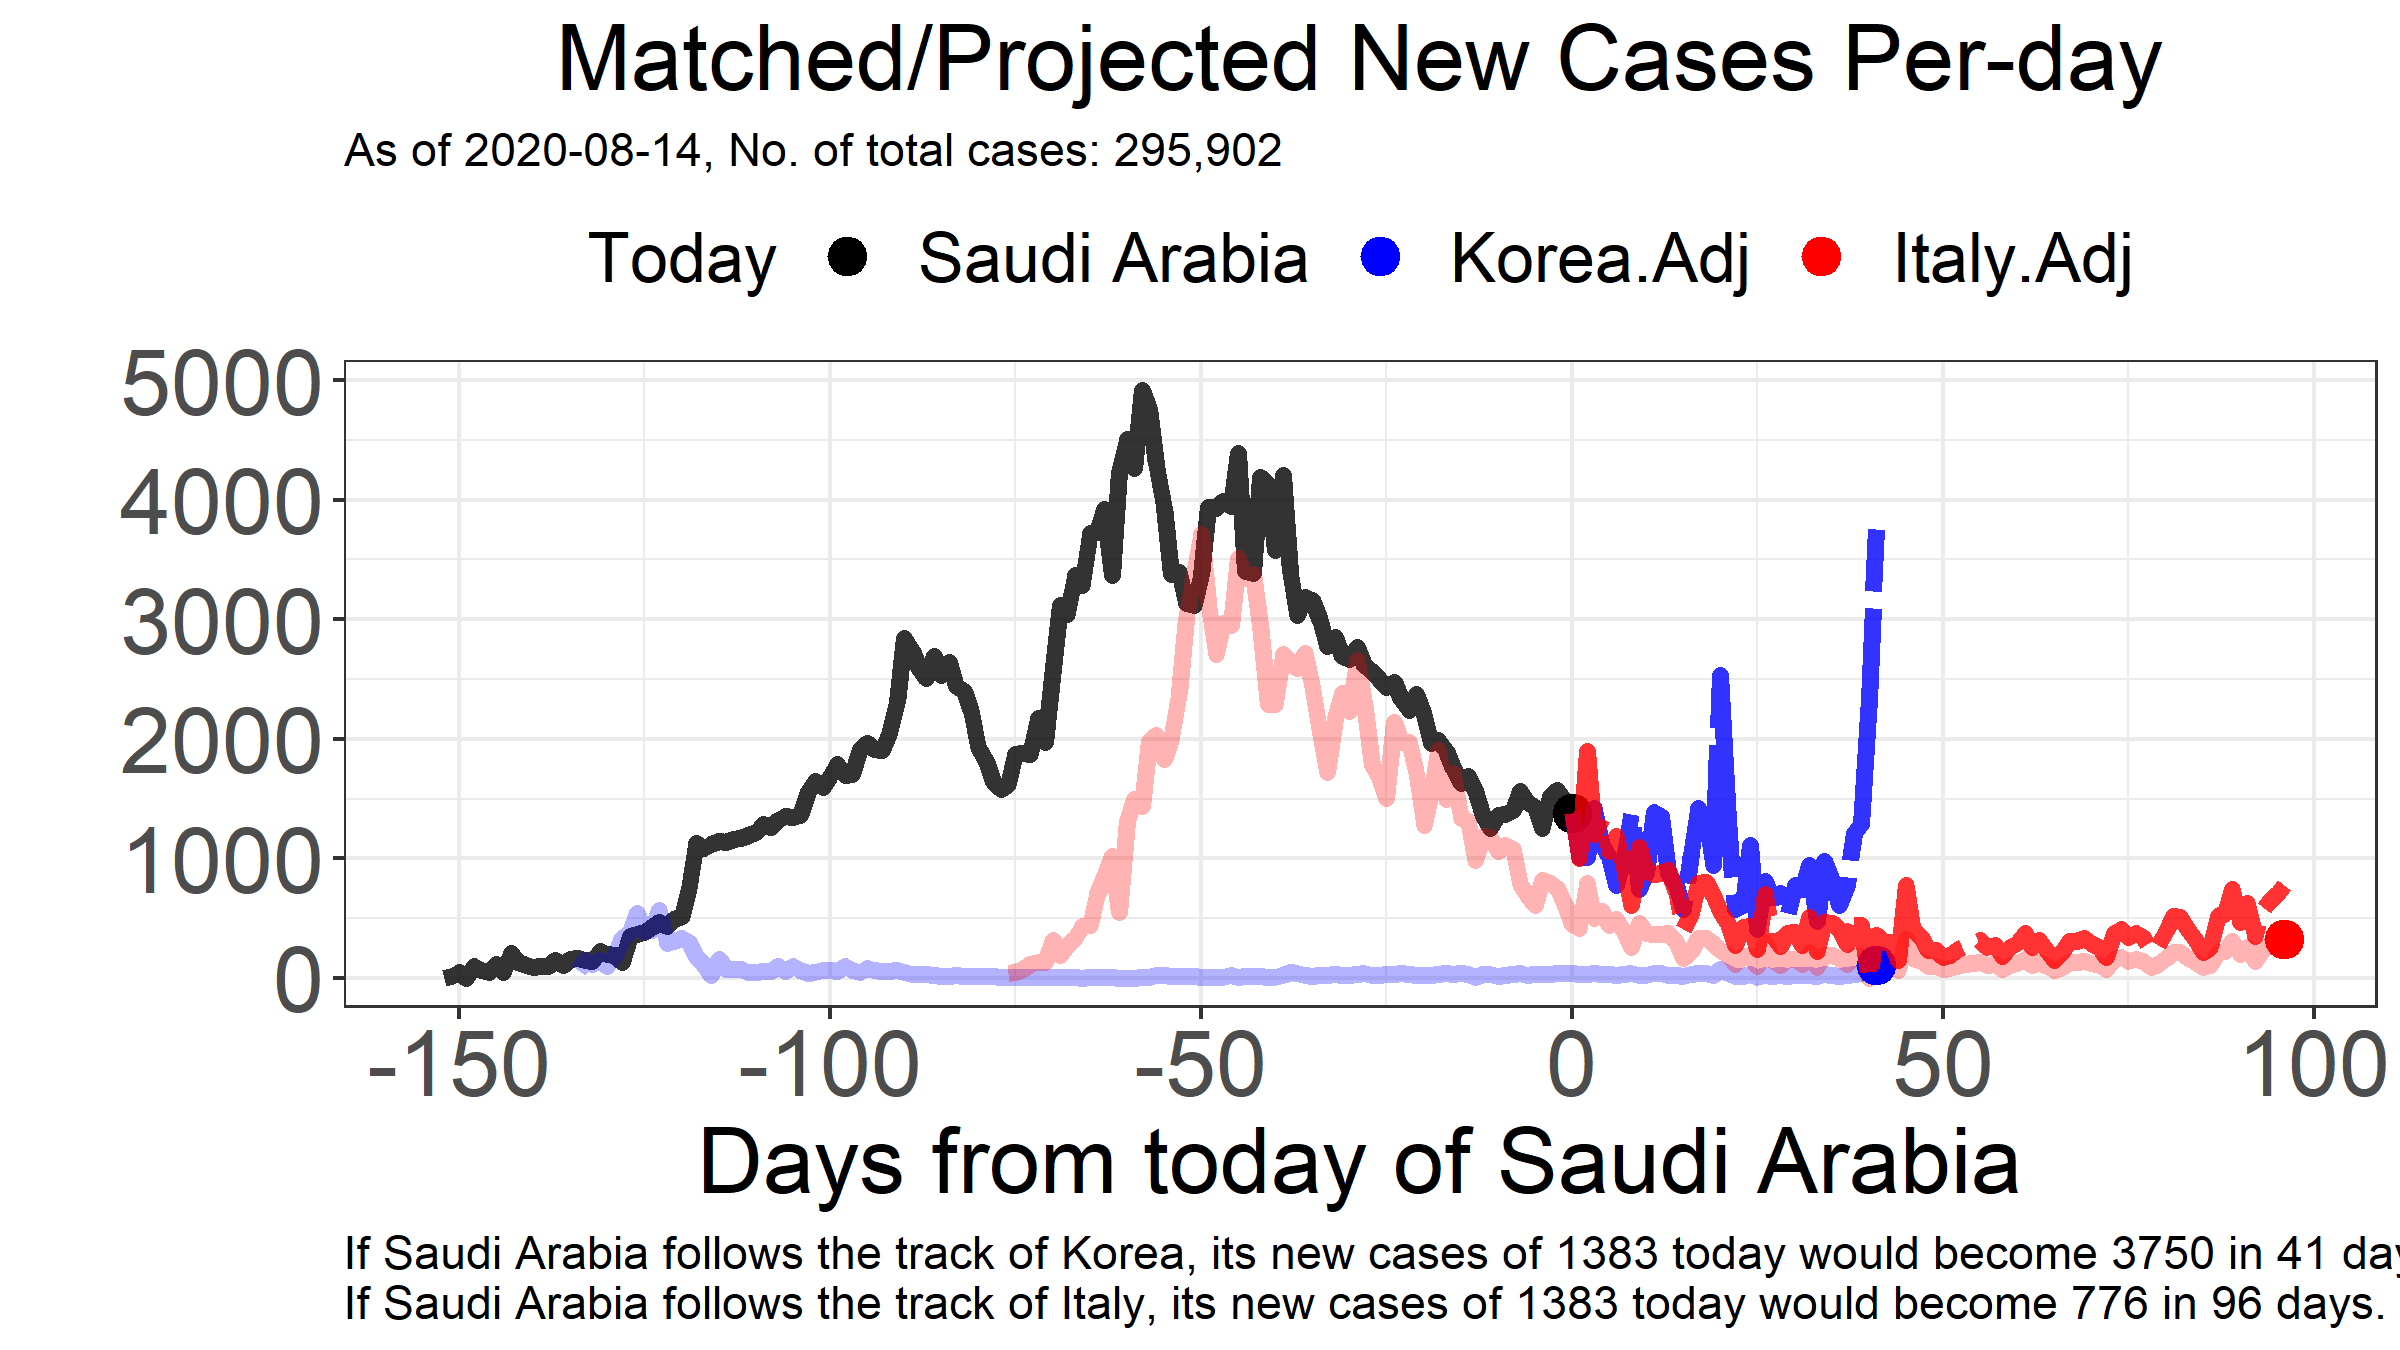 Matched/Projected New Cases Per-day
As of 2020-08-14, No. of total cases: 295,902
Today Saudi Arabia Korea.Adj Italy.Adj
5000
4000
3000
2000
1000
0
-150 -100 -50 0 50 100
Days from today of Saudi Arabia
If Saudi Arabia follows the track of Korea, its new cases of 1383 today would become 3750 in 41 day
If Saudi Arabia follows the track of Italy, its new cases of 1383 today would become 776 in 96 days.